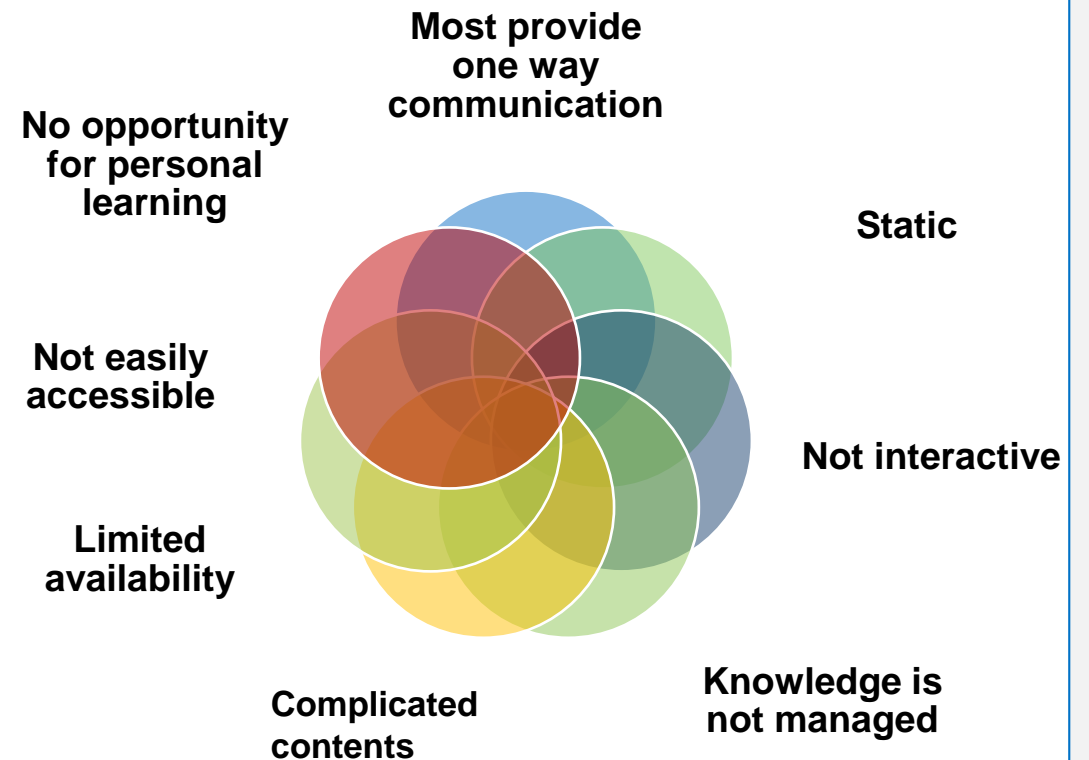 Most provide
one way
communication
No opportunity
for personal
learning
Static
Not easily
accessible
Not interactive
Limited
availability
Knowledge is
not managed
Complicated
contents